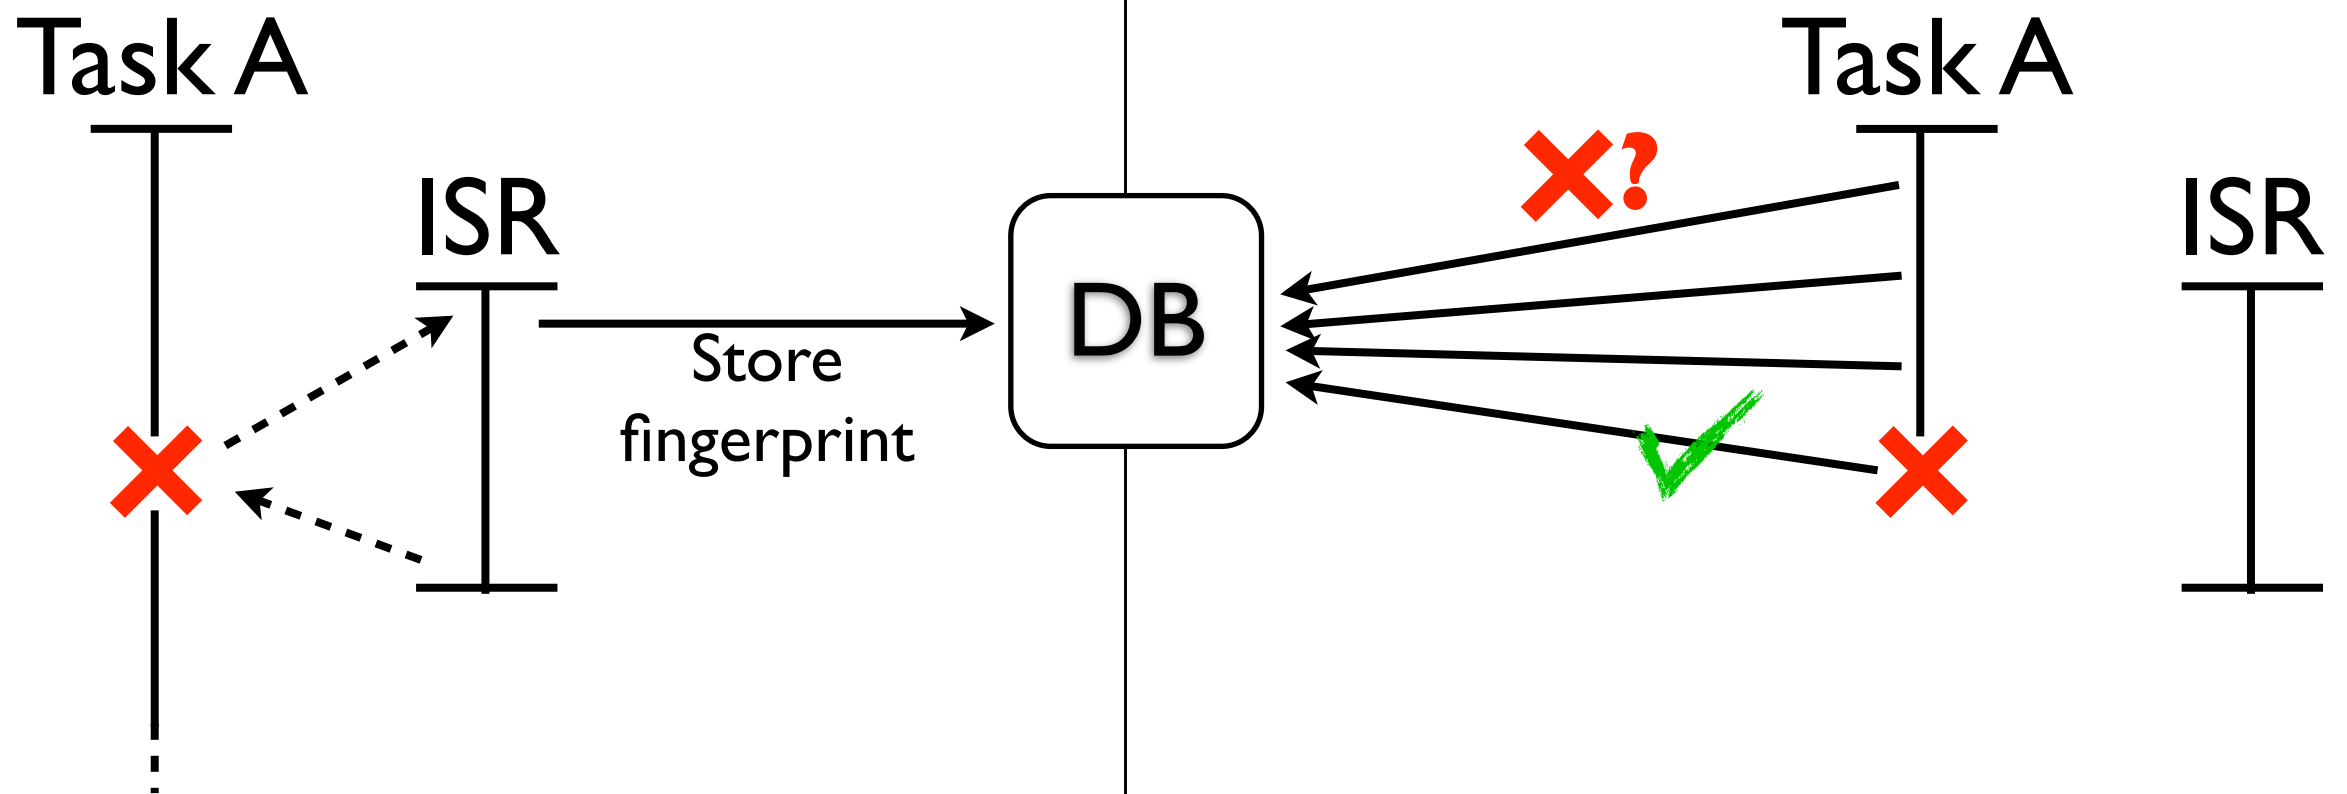 Task A
ISR
Store
fingerprint
DB
?
Task A
ISR